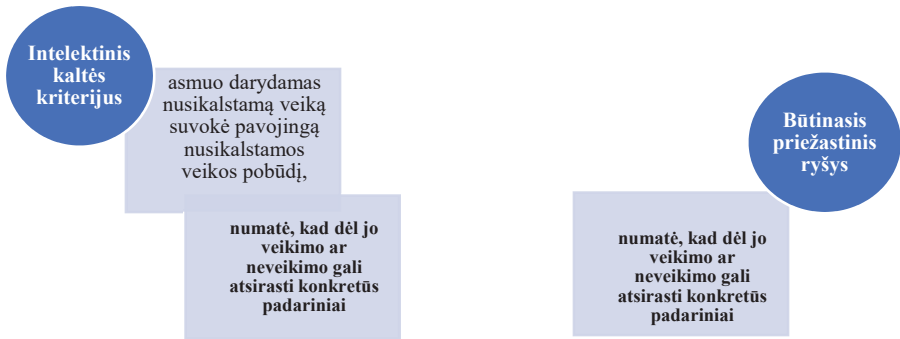 Intelektinis
kaltės
kriterijus
asmuo darydamas
nusikalstamą veiką
suvokė pavojingą
nusikalstamos
veikos pobūdį,
numatė, kad dėl jo
veikimo ar
neveikimo gali
atsirasti konkretūs
padariniai
Būtinasis
priežastinis
ryšys
numatė, kad dėl jo
veikimo ar
neveikimo gali
atsirasti konkretūs
padariniai